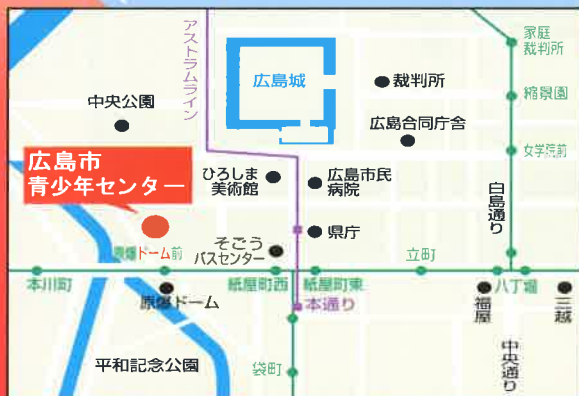 アストラムライン
家庭
裁判所
広島城
裁判所
縮景園
中央公園
広島合同庁舎
女学院前
広島市
青少年センター
ひろしま
美術館
広島市民
病院
白島通り
県庁
そごう
バスセンター
原爆ドーム前
立町
本川町
原爆ドーム
紙屋町西
紙屋町東
八丁堀
本通り
福屋
三越
平和記念公園
袋町
中央通り